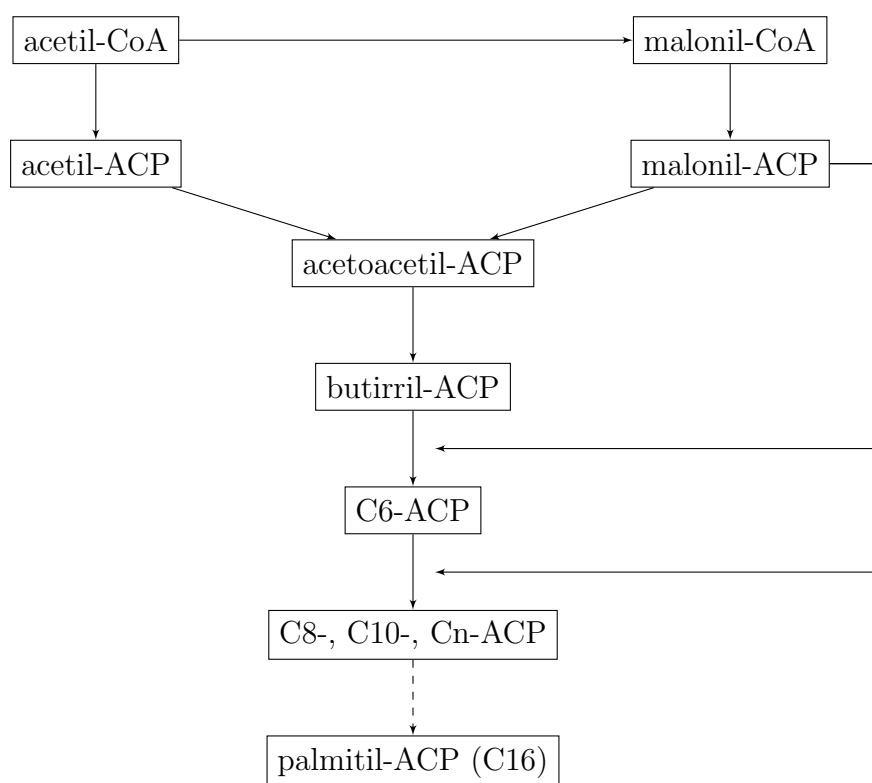 acetil-CoA
malonil-CoA
acetil-ACP
malonil-ACP
acetoacetil-ACP
butirril-ACP
C6-ACP
C8-, C10-, Cn-ACP
palmitil-ACP (C16)